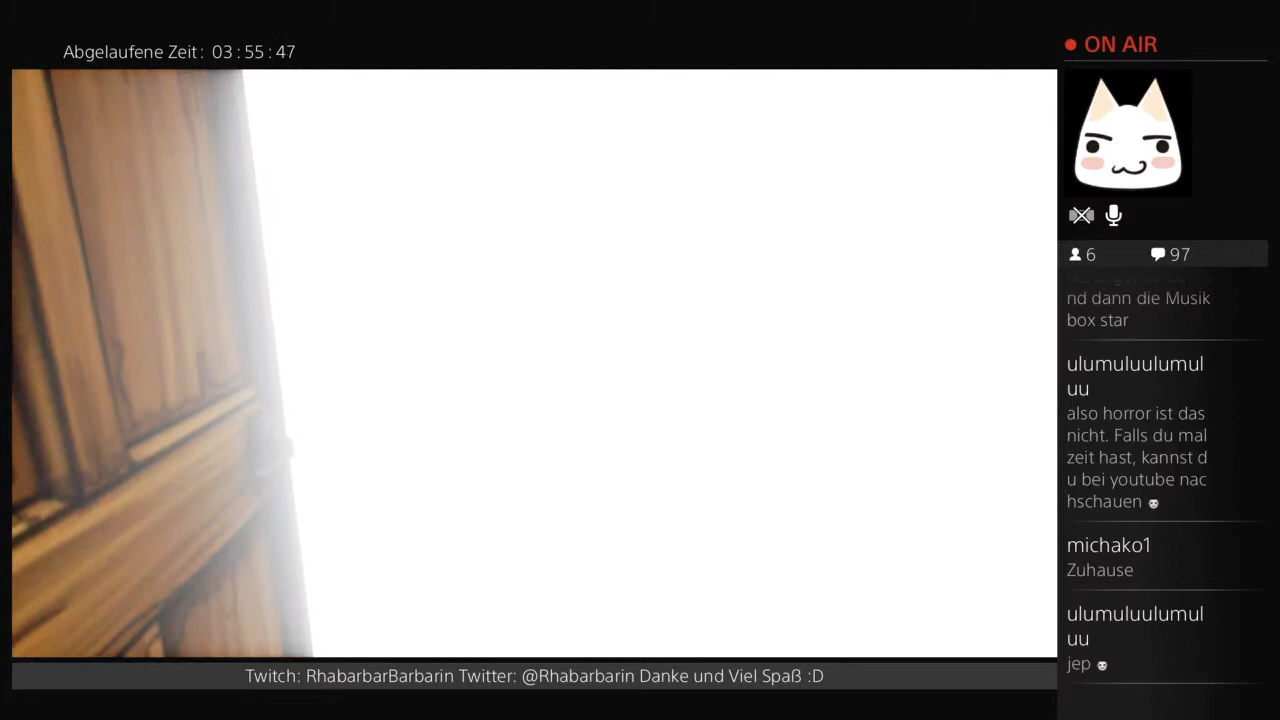 Abgelaufene Zeit: 03:55:47
ON AIR
6 97
nd dann die Musik
box star
ulumuluulumul
uu
also horror ist das
nicht. Falls du mal
zeit hast, kannst d
u bei youtube nac
hschauen
michako1
Zuhause
ulumuluulumul
uu
jep
Twitch: RhabarbarBarbarin Twitter: @Rhabarbarin Danke und Viel Spaß :D